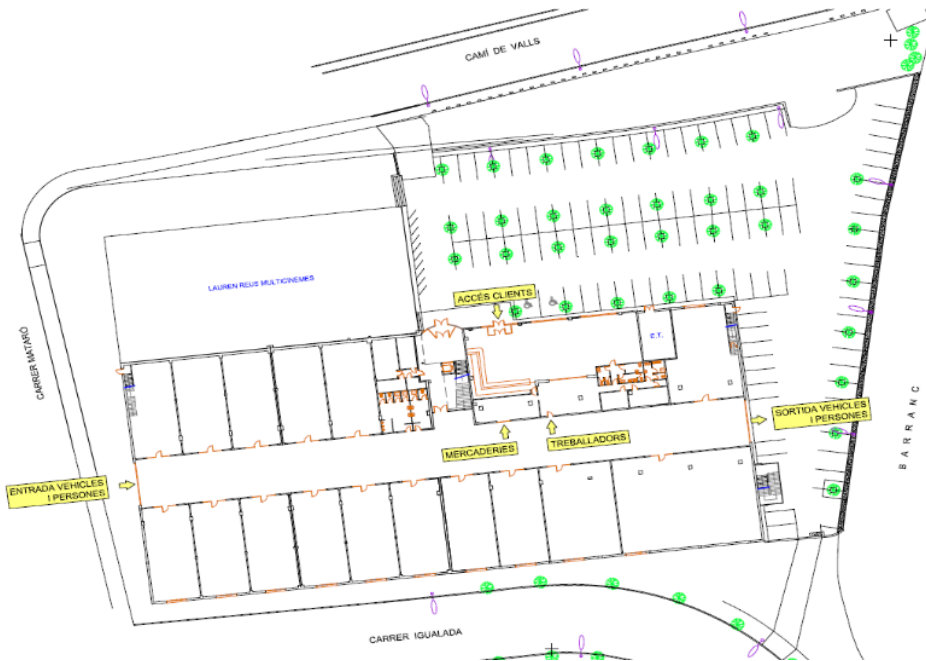 CAMÍ DE VALLS
LAUREN REUS MULTICINEMES
ACCÉS CLIENTS
E.T.
CARRER MATARÓ
SORTIDA VEHICLES
I PERSONES
BARRANC
MERCADERIES
TREBALLADORS
ENTRADA VEHICLES
I PERSONES
CARRER IGUALADA